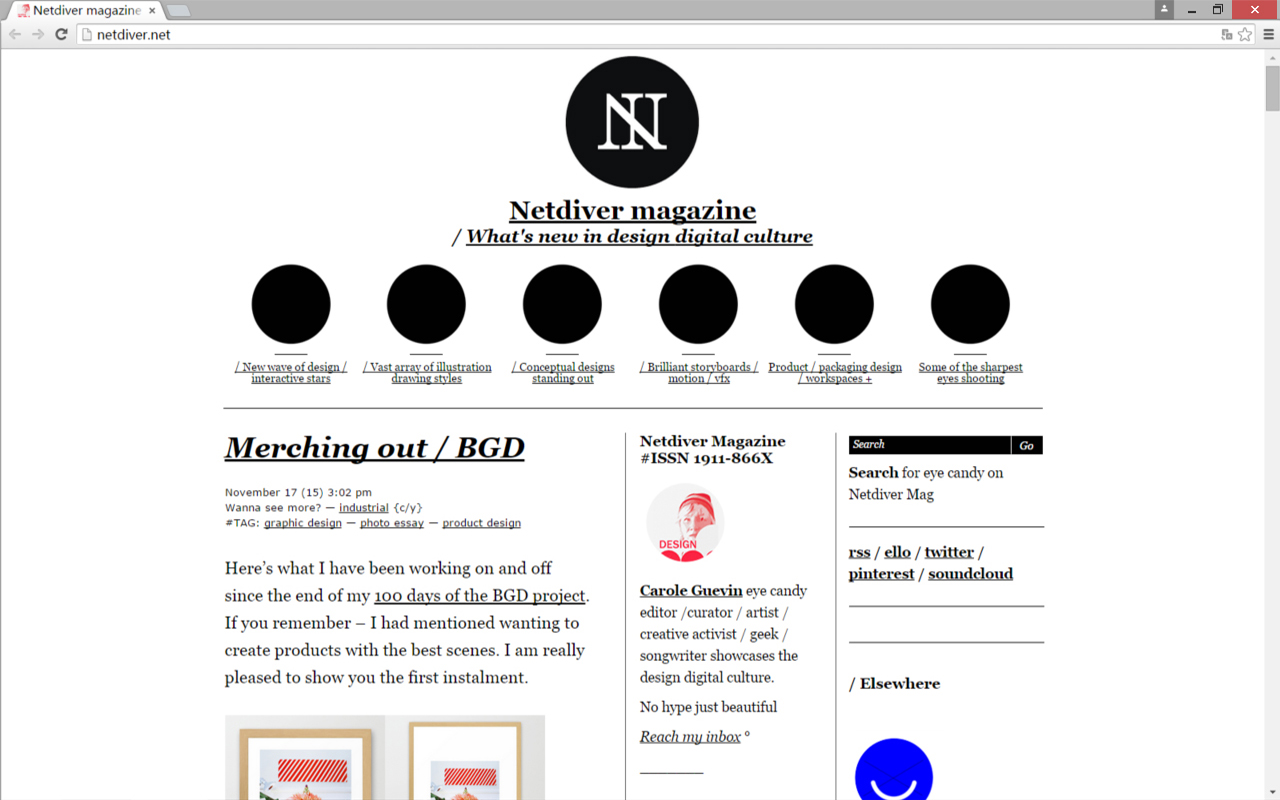 Netdiver magazine
netdiver.net
N
Netdiver magazine
/ What's new in design digital culture
/ New wave of design /
interactive stars
/ Vast array of illustration
drawing styles
/ Conceptual designs
standing out
/ Brilliant storyboards /
motion / vfx
Product / packaging design
/ workspaces +
Some of the sharpest
eyes shooting
Merching out / BGD
November 17 (15) 3:02 pm
Wanna see more? — industrial {c/y}
#TAG: graphic design — photo essay — product design
Here’s what I have been working on and off
since the end of my 100 days of the BGD project.
If you remember – I had mentioned wanting to
create products with the best scenes. I am really
pleased to show you the first instalment.
Netdiver Magazine
#ISSN 1911-866X
DESIGN
Carole Guevin eye candy
editor /curator / artist /
creative activist / geek /
songwriter showcases the
design digital culture.
No hype just beautiful
Reach my inbox °
Search
Go
Search for eye candy on
Netdiver Mag
rss / ello / twitter /
pinterest / soundcloud
/ Elsewhere